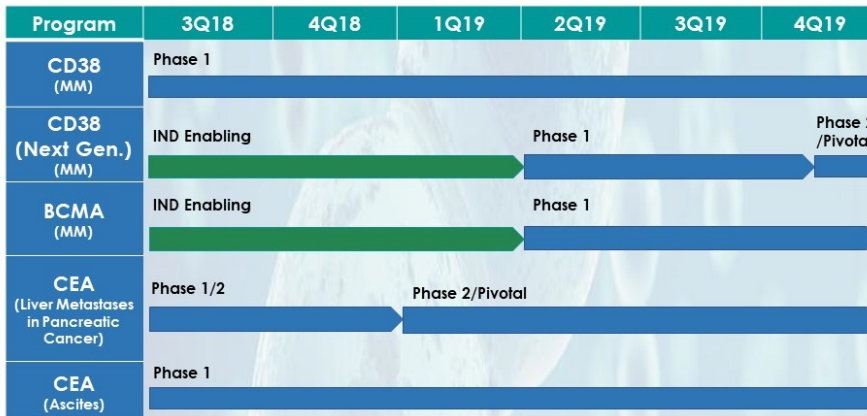 Program 3Q18 4Q18 1Q19 2Q19 3Q19 4Q19
CD38
(MM)
Phase 1
CD38
(Next Gen.)
(MM)
IND Enabling
Phase 1
Phase
/Pivota
BCMA
(MM)
IND Enabling
Phase 1
CEA
(Liver Metastases
in Pancreatic
Cancer)
Phase 1/2
Phase 2/Pivotal
CEA
(Ascites)
Phase 1